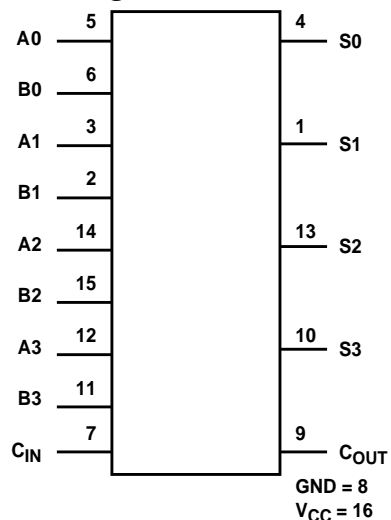 A0 5 4 S0
B0 6
A1 3 1 S1
B1 2
A2 14 13 S2
B2 15
A3 12 10 S3
B3 11
CIN 7 9 COUT
GND = 8
VCC = 16